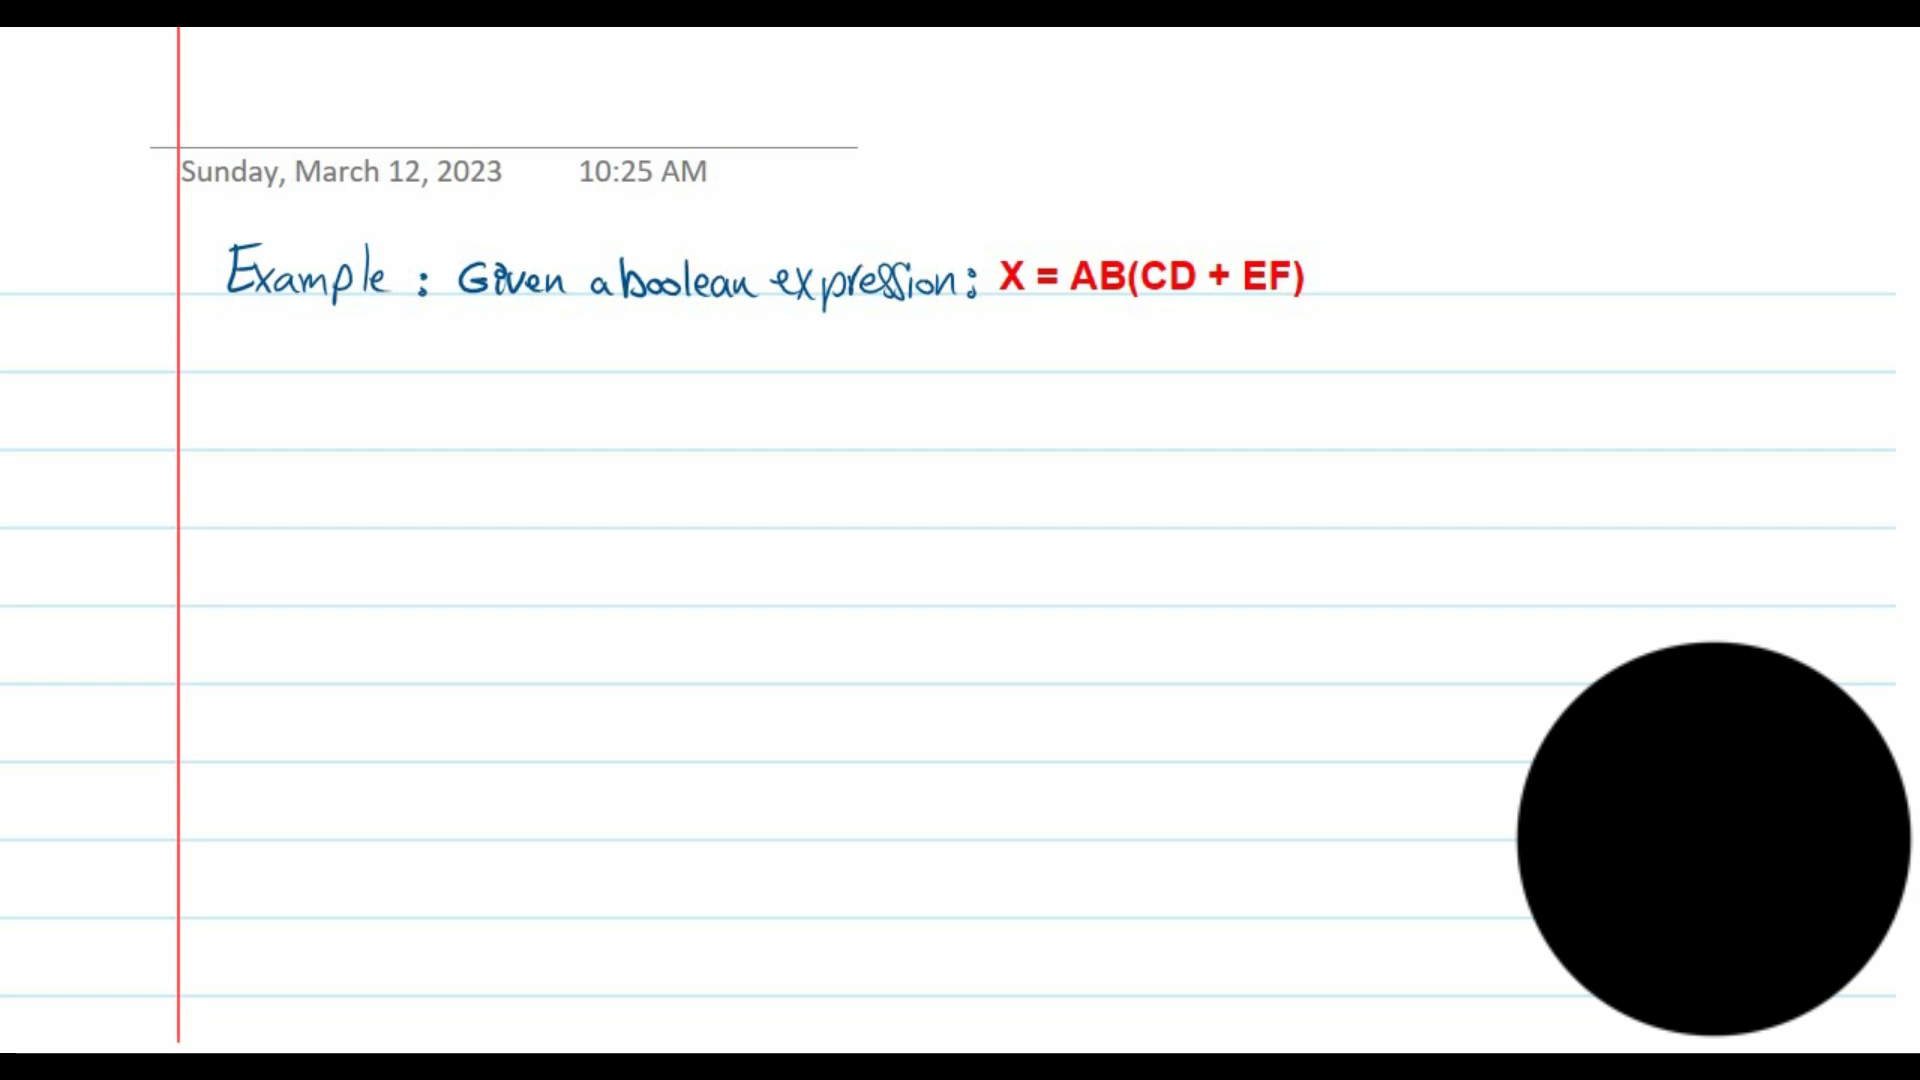 Sunday, March 12, 2023 10:25 AM
Example : Given a boolean expression: X = AB(CD + EF)